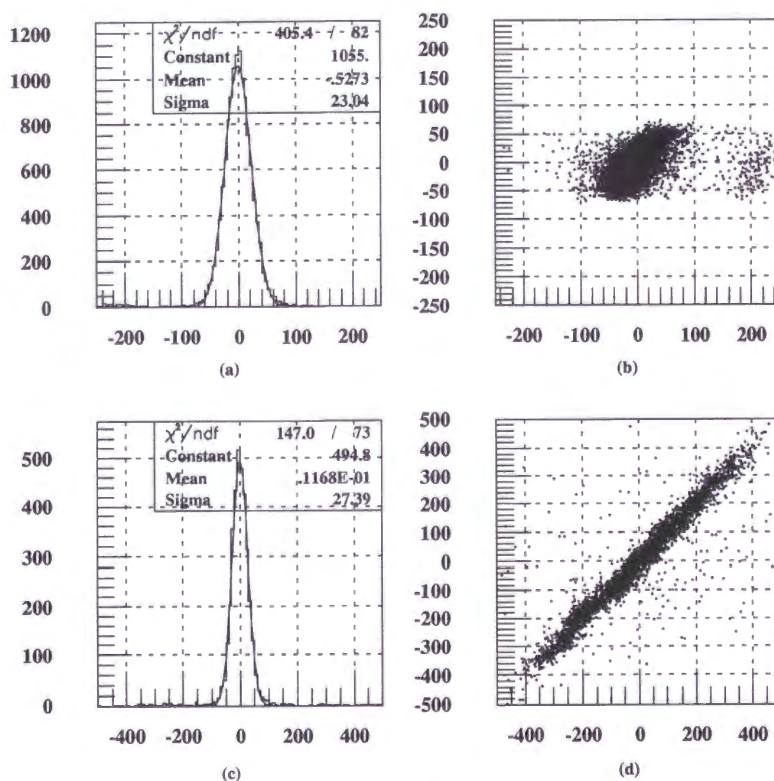 χ²/ndf 405.4 / 82
Constant 1055.
Mean -.5273
Sigma 23.04
1200
1000
800
600
400
200
0
-200 -100 0 100 200
(a)
250
200
150
100
50
0
-50
-100
-150
-200
-250
-200 -100 0 100 200
(b)
χ²/ndf 147.0 / 73
Constant 494.8
Mean .1168E-01
Sigma 27.39
500
400
300
200
100
0
-400 -200 0 200 400
(c)
500
400
300
200
100
0
-100
-200
-300
-400
-500
-400 -200 0 200 400
(d)